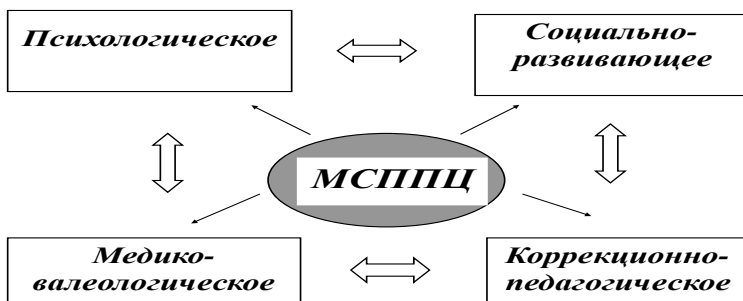 Психологическое
Социально-
развивающее
МСППЦ
Медико-
валеологическое
Коррекционно-
педагогическое